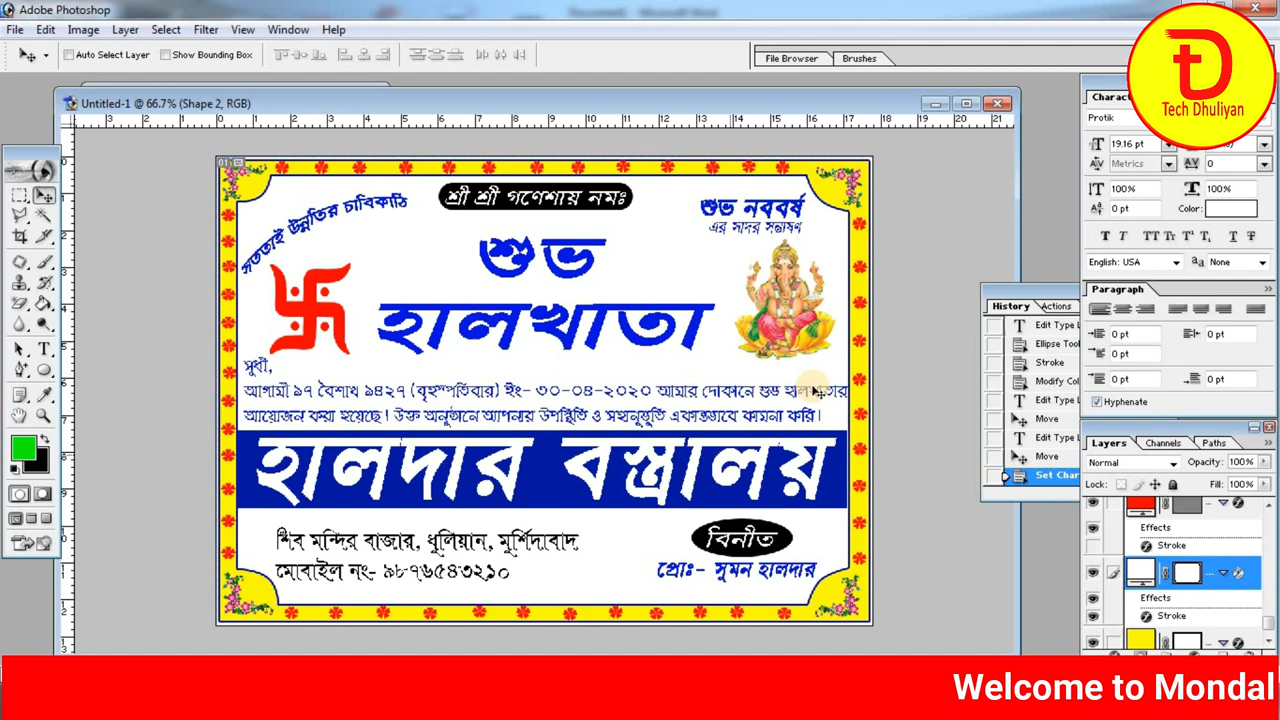 Adobe Photoshop
File Edit Image Layer Select Filter View Window Help
Auto Select Layer Show Bounding Box File Browser Brushes
Tech Dhuliyan
Untitled-1 @ 66.7% (Shape 2, RGB)
শ্রী শ্রী গণেশায় নমঃ
সততাই উন্নতির চাবিকাঠি
শুভ নববর্ষ
এর সাদর সম্ভাষণ
শুভ
হালখাতা
সুধী,
আগামী ১৭ বৈশাখ ১৪২৭ (বৃহস্পতিবার) ইং- ৩০-০৪-২০২০ আমার দোকানে শুভ হালখাতার
আয়োজন করা হয়েছে। উক্ত অনুষ্ঠানে আপনার উপস্থিতি ও সহানুভুতি একান্তভাবে কামনা করি।
হালদার বস্ত্রালয়
শিব মন্দির বাজার, ধুলিয়ান, মুর্শিদাবাদ
মোবাইল নং- ৯৮৭৬৫৪৩২১০
বিনীত
প্রোঃ- সুমন হালদার
Protik
19.16 pt
Metrics 0
100% 100%
0 pt Color:
English: USA None
Paragraph
0 pt 0 pt
0 pt
0 pt 0 pt
Hyphenate
History Actions
Edit Type
Ellipse Tool
Stroke
Modify
Edit Type
Move
Edit Type
Move
Set
Layers Channels Paths
Normal Opacity: 100%
Lock: Fill: 100%
Effects
Stroke
Effects
Stroke
Welcome to Mondal